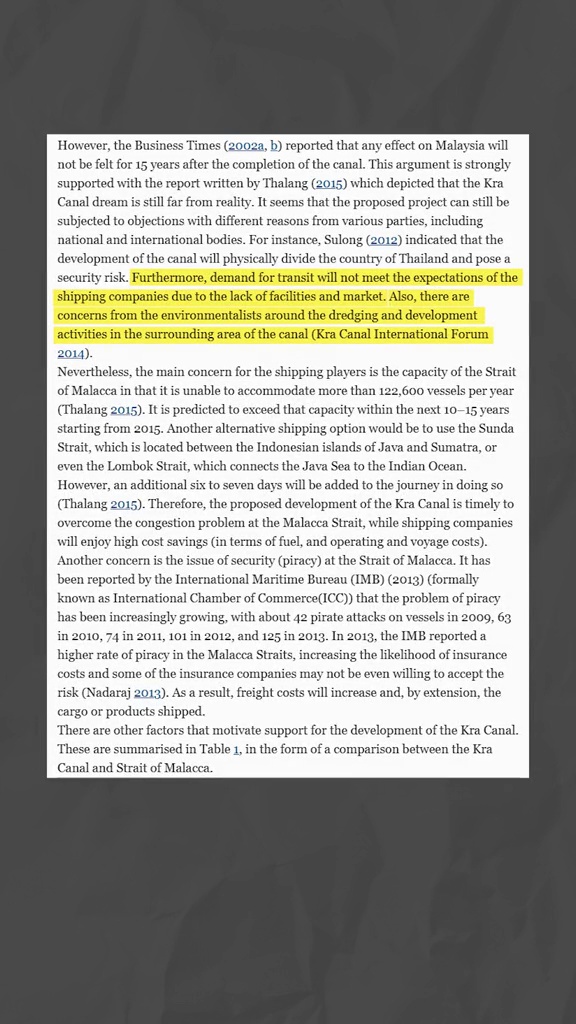 However, the Business Times (2002a, b) reported that any effect on Malaysia will
not be felt for 15 years after the completion of the canal. This argument is strongly
supported with the report written by Thalang (2015) which depicted that the Kra
Canal dream is still far from reality. It seems that the proposed project can still be
subjected to objections with different reasons from various parties, including
national and international bodies. For instance, Sulong (2012) indicated that the
development of the canal will physically divide the country of Thailand and pose a
security risk. Furthermore, demand for transit will not meet the expectations of the
shipping companies due to the lack of facilities and market. Also, there are
concerns from the environmentalists around the dredging and development
activities in the surrounding area of the canal (Kra Canal International Forum
2014).
Nevertheless, the main concern for the shipping players is the capacity of the Strait
of Malacca in that it is unable to accommodate more than 122,600 vessels per year
(Thalang 2015). It is predicted to exceed that capacity within the next 10–15 years
starting from 2015. Another alternative shipping option would be to use the Sunda
Strait, which is located between the Indonesian islands of Java and Sumatra, or
even the Lombok Strait, which connects the Java Sea to the Indian Ocean.
However, an additional six to seven days will be added to the journey in doing so
(Thalang 2015). Therefore, the proposed development of the Kra Canal is timely to
overcome the congestion problem at the Malacca Strait, while shipping companies
will enjoy high cost savings (in terms of fuel, and operating and voyage costs).
Another concern is the issue of security (piracy) at the Strait of Malacca. It has
been reported by the International Maritime Bureau (IMB) (2013) (formally
known as International Chamber of Commerce(ICC)) that the problem of piracy
has been increasingly growing, with about 42 pirate attacks on vessels in 2009, 63
in 2010, 74 in 2011, 101 in 2012, and 125 in 2013. In 2013, the IMB reported a
higher rate of piracy in the Malacca Straits, increasing the likelihood of insurance
costs and some of the insurance companies may not be even willing to accept the
risk (Nadaraj 2013). As a result, freight costs will increase and, by extension, the
cargo or products shipped.
There are other factors that motivate support for the development of the Kra Canal.
These are summarised in Table 1, in the form of a comparison between the Kra
Canal and Strait of Malacca.